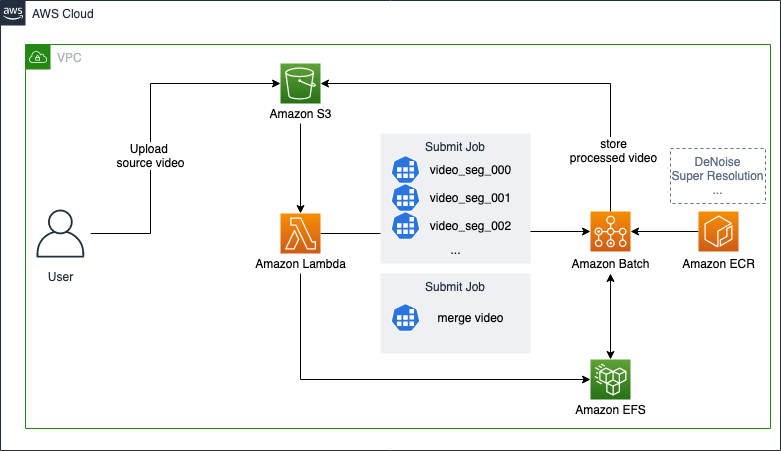 aws
AWS Cloud
VPC
Amazon S3
Upload
source video
Submit Job
video_seg_000
video_seg_001
video_seg_002
...
store
processed video
DeNoise
Super Resolution
...
User
Amazon Lambda
Amazon Batch
Amazon ECR
Submit Job
merge video
Amazon EFS